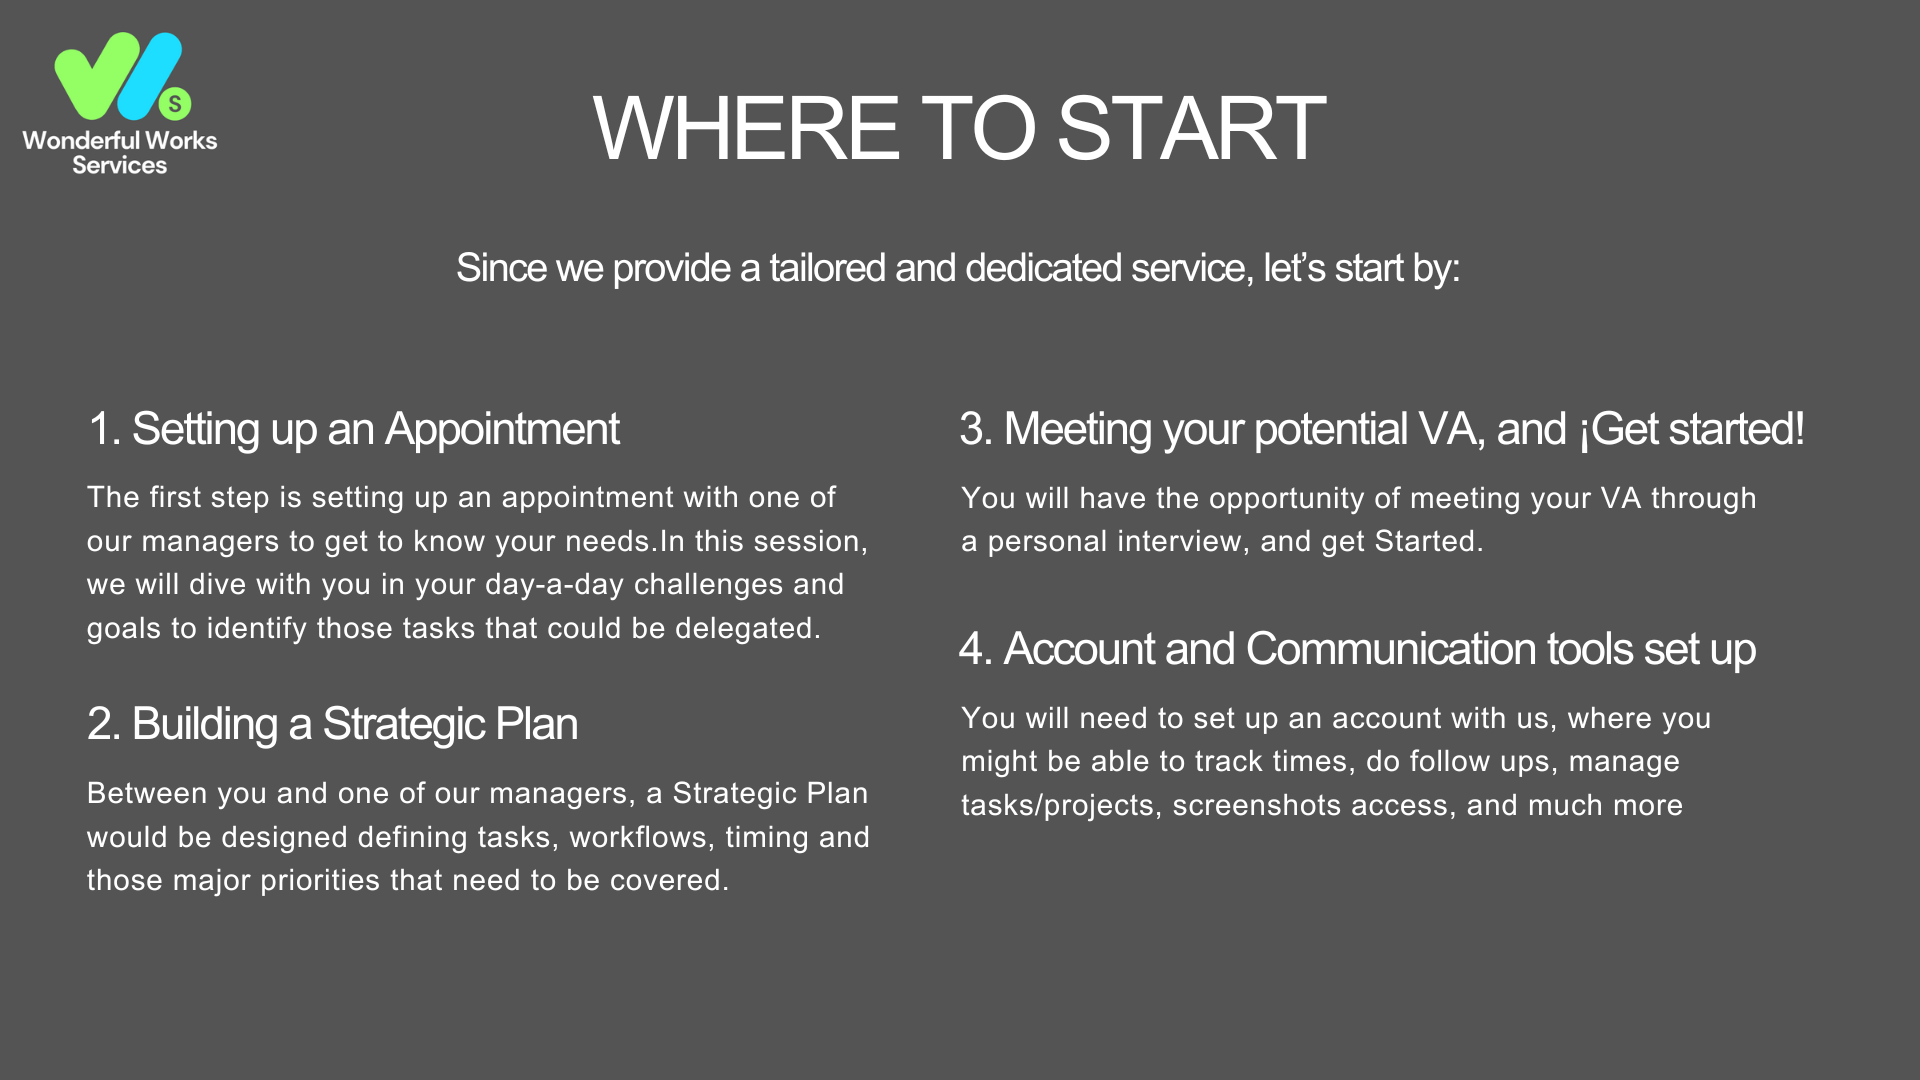 S
Wonderful Works
Services
WHERE TO START
Since we provide a tailored and dedicated service, let’s start by:
1. Setting up an Appointment
The first step is setting up an appointment with one of
our managers to get to know your needs.In this session,
we will dive with you in your day-a-day challenges and
goals to identify those tasks that could be delegated.
2. Building a Strategic Plan
Between you and one of our managers, a Strategic Plan
would be designed defining tasks, workflows, timing and
those major priorities that need to be covered.
3. Meeting your potential VA, and ¡Get started!
You will have the opportunity of meeting your VA through
a personal interview, and get Started.
4. Account and Communication tools set up
You will need to set up an account with us, where you
might be able to track times, do follow ups, manage
tasks/projects, screenshots access, and much more